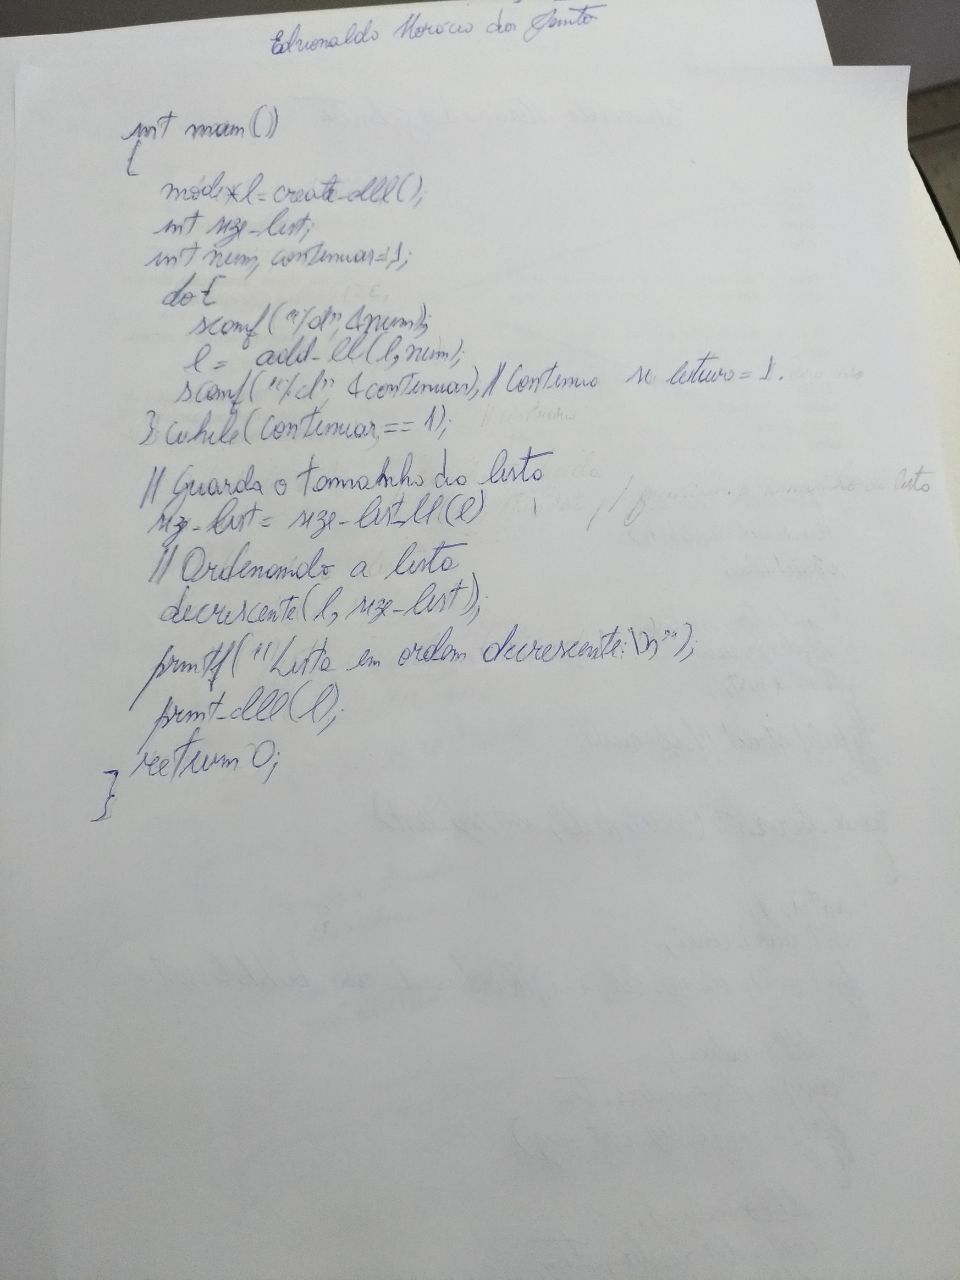 Edvonaldo Horácio dos Santos
int main()
{
node*l=create_dll();
int size_list;
int num, continuar=1;
do{
scanf("%d", &num);
l = add_ll(l,num);
scanf("%d", &continuar); // Continua se leitura = 1.
} while(continuar == 1);
// Guarda o tamanho da lista
size_list = size_list_ll(l)
// Ordenando a lista
decrescente(l, size_list);
printf("Lista em ordem decrescente:\n");
print_dll(l);
return 0;
}